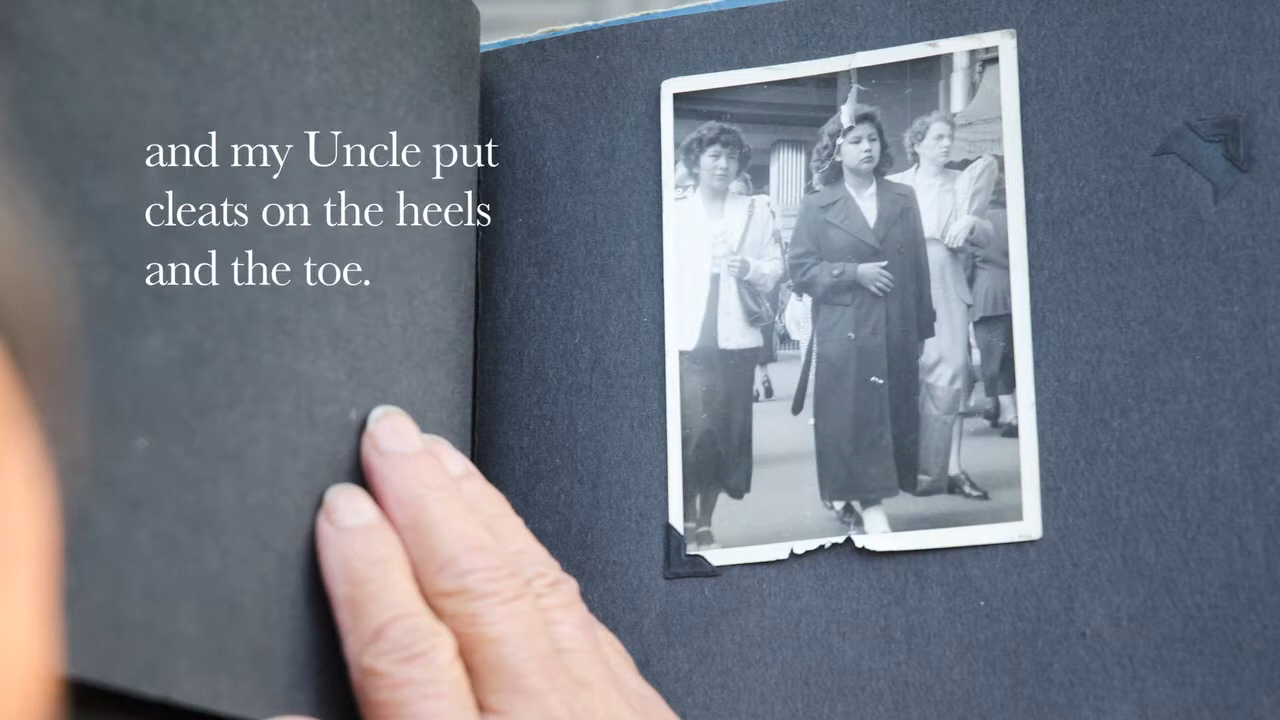 and my Uncle put
cleats on the heels
and the toe.